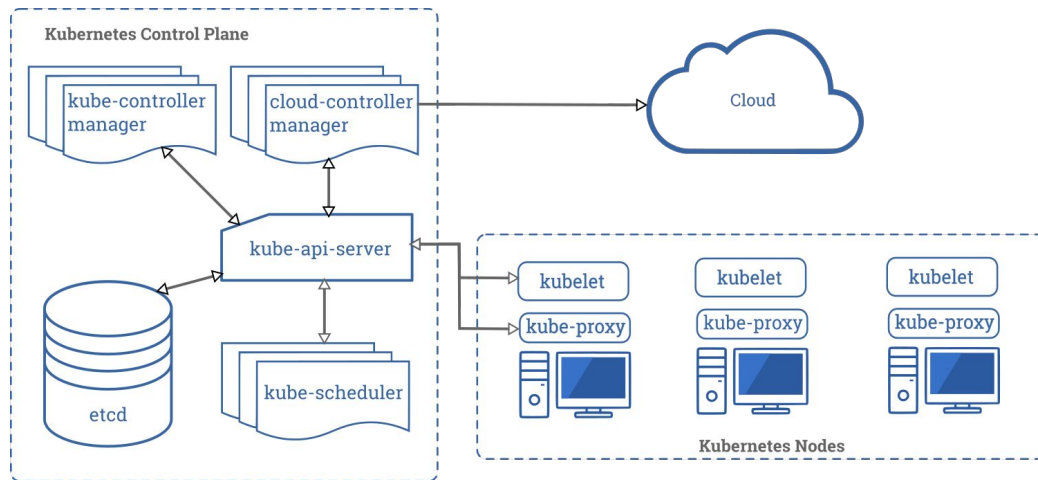 Kubernetes Control Plane
kube-controller
manager
cloud-controller
manager
Cloud
kube-api-server
etcd
kube-scheduler
kubelet
kubelet
kubelet
kube-proxy
kube-proxy
kube-proxy
Kubernetes Nodes